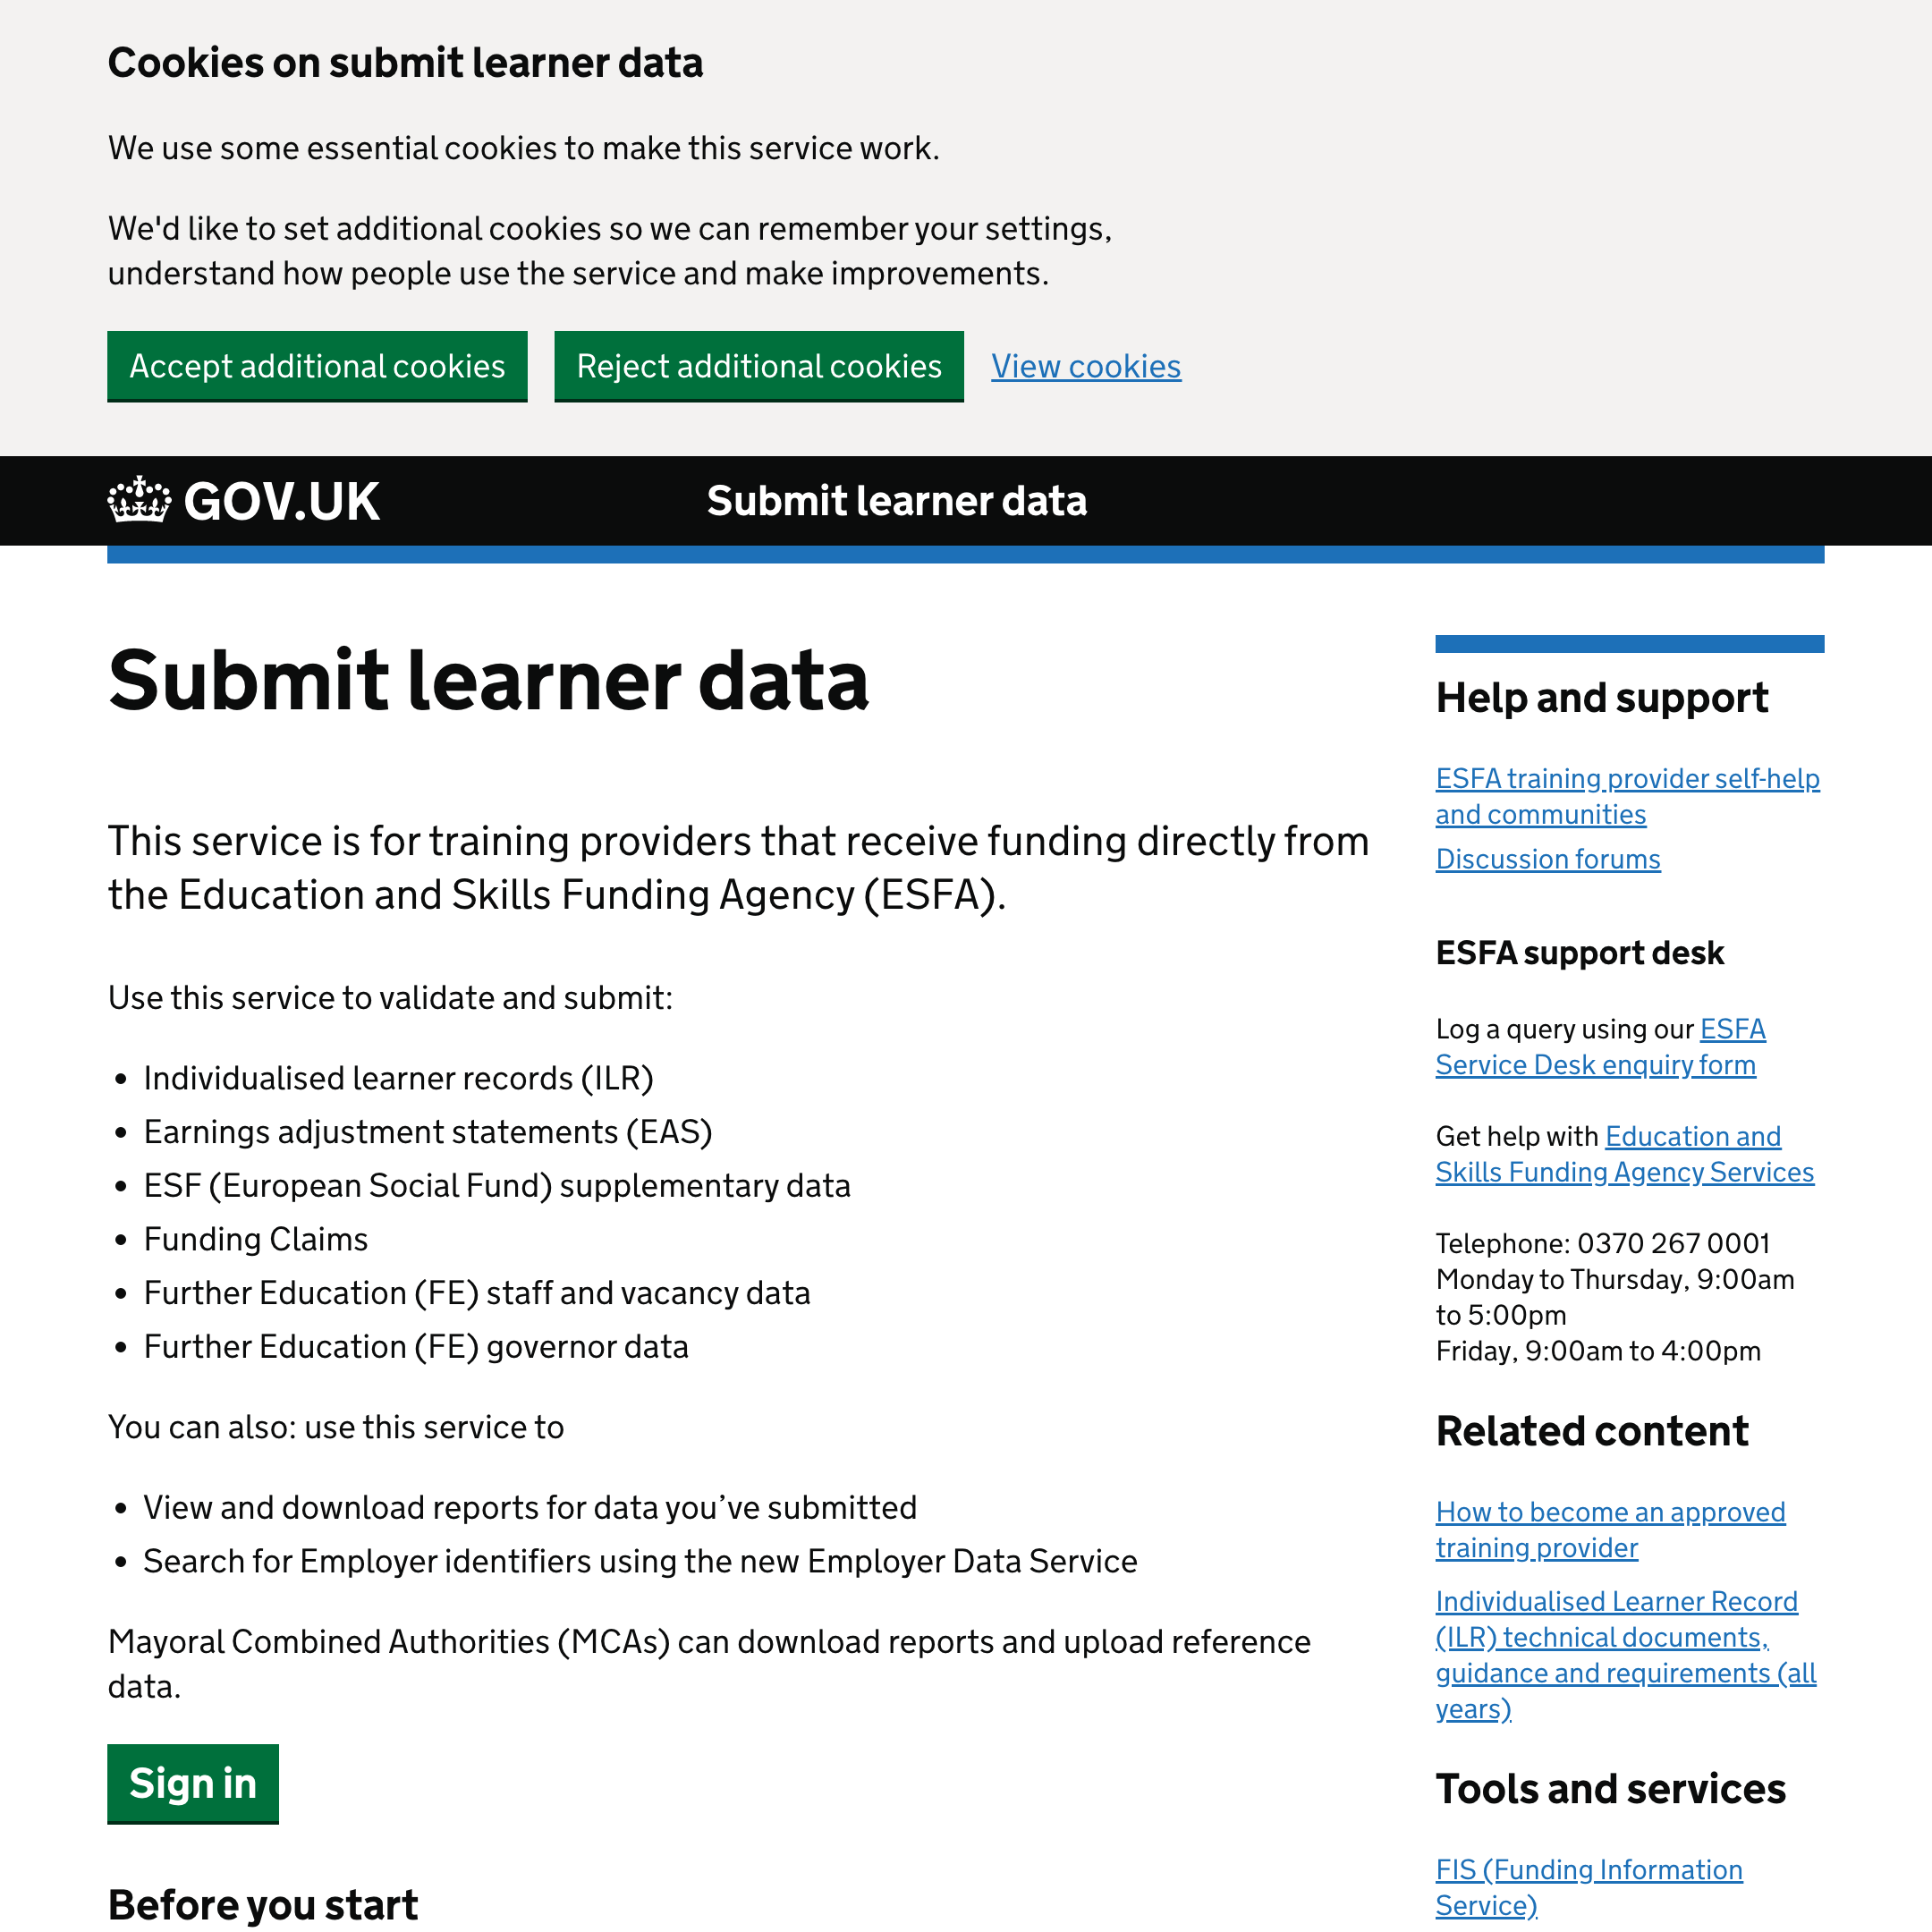 Cookies on submit learner data
We use some essential cookies to make this service work.
We'd like to set additional cookies so we can remember your settings,
understand how people use the service and make improvements.
Accept additional cookies
Reject additional cookies
View cookies
GOV.UK
Submit learner data
Submit learner data
This service is for training providers that receive funding directly from
the Education and Skills Funding Agency (ESFA).
Use this service to validate and submit:
Individualised learner records (ILR)
Earnings adjustment statements (EAS)
ESF (European Social Fund) supplementary data
Funding Claims
Further Education (FE) staff and vacancy data
Further Education (FE) governor data
You can also: use this service to
View and download reports for data you’ve submitted
Search for Employer identifiers using the new Employer Data Service
Mayoral Combined Authorities (MCAs) can download reports and upload reference
data.
Sign in
Before you start
Help and support
ESFA training provider self-help
and communities
Discussion forums
ESFA support desk
Log a query using our ESFA
Service Desk enquiry form
Get help with Education and
Skills Funding Agency Services
Telephone: 0370 267 0001
Monday to Thursday, 9:00am
to 5:00pm
Friday, 9:00am to 4:00pm
Related content
How to become an approved
training provider
Individualised Learner Record
(ILR) technical documents,
guidance and requirements (all
years)
Tools and services
FIS (Funding Information
Service)